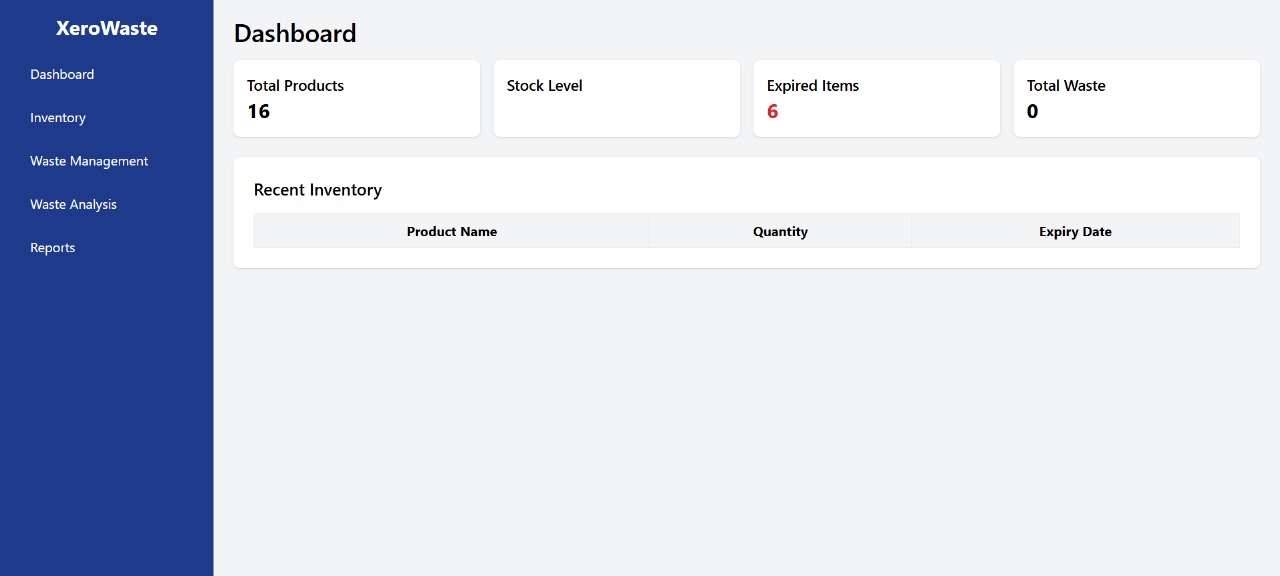 XeroWaste
Dashboard
Inventory
Waste Management
Waste Analysis
Reports
Dashboard
Total Products
16
Stock Level
Expired Items
6
Total Waste
0
Recent Inventory
Product Name Quantity Expiry Date